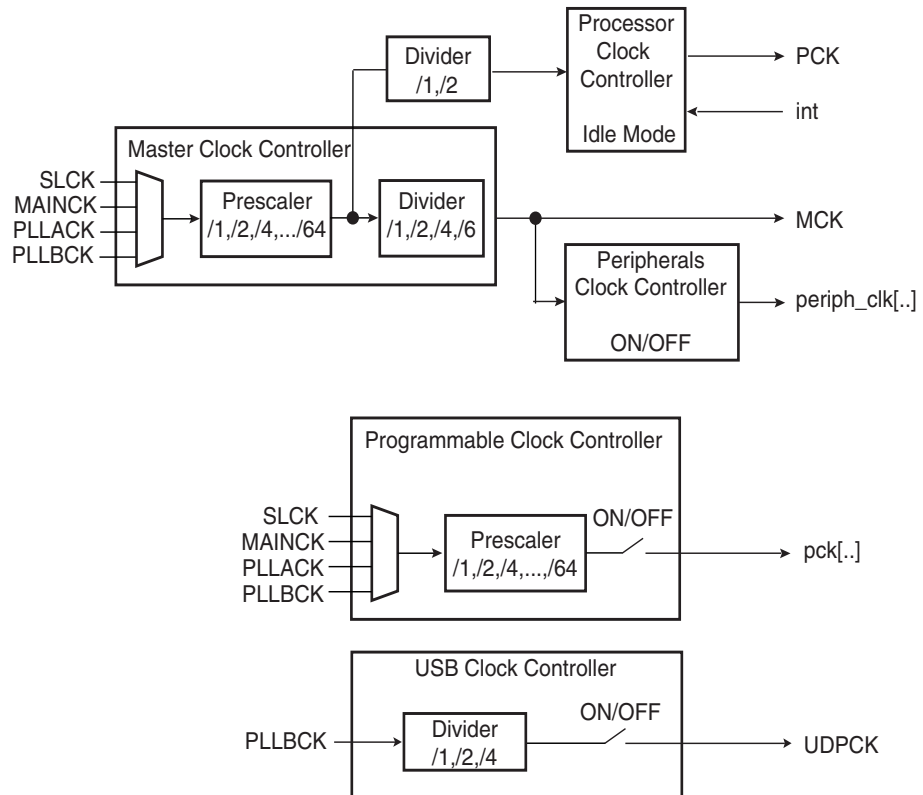 Processor
Clock
Controller
Idle Mode
Divider
/1,/2
PCK
int
Master Clock Controller
SLCK
MAINCK
PLLACK
PLLBCK
Prescaler
/1,/2,/4,.../64
Divider
/1,/2,/4,/6
MCK
Peripherals
Clock Controller
ON/OFF
periph_clk[..]
Programmable Clock Controller
SLCK
MAINCK
PLLACK
PLLBCK
Prescaler
/1,/2,/4,...,/64
ON/OFF
pck[..]
USB Clock Controller
PLLBCK
Divider
/1,/2,/4
ON/OFF
UDPCK